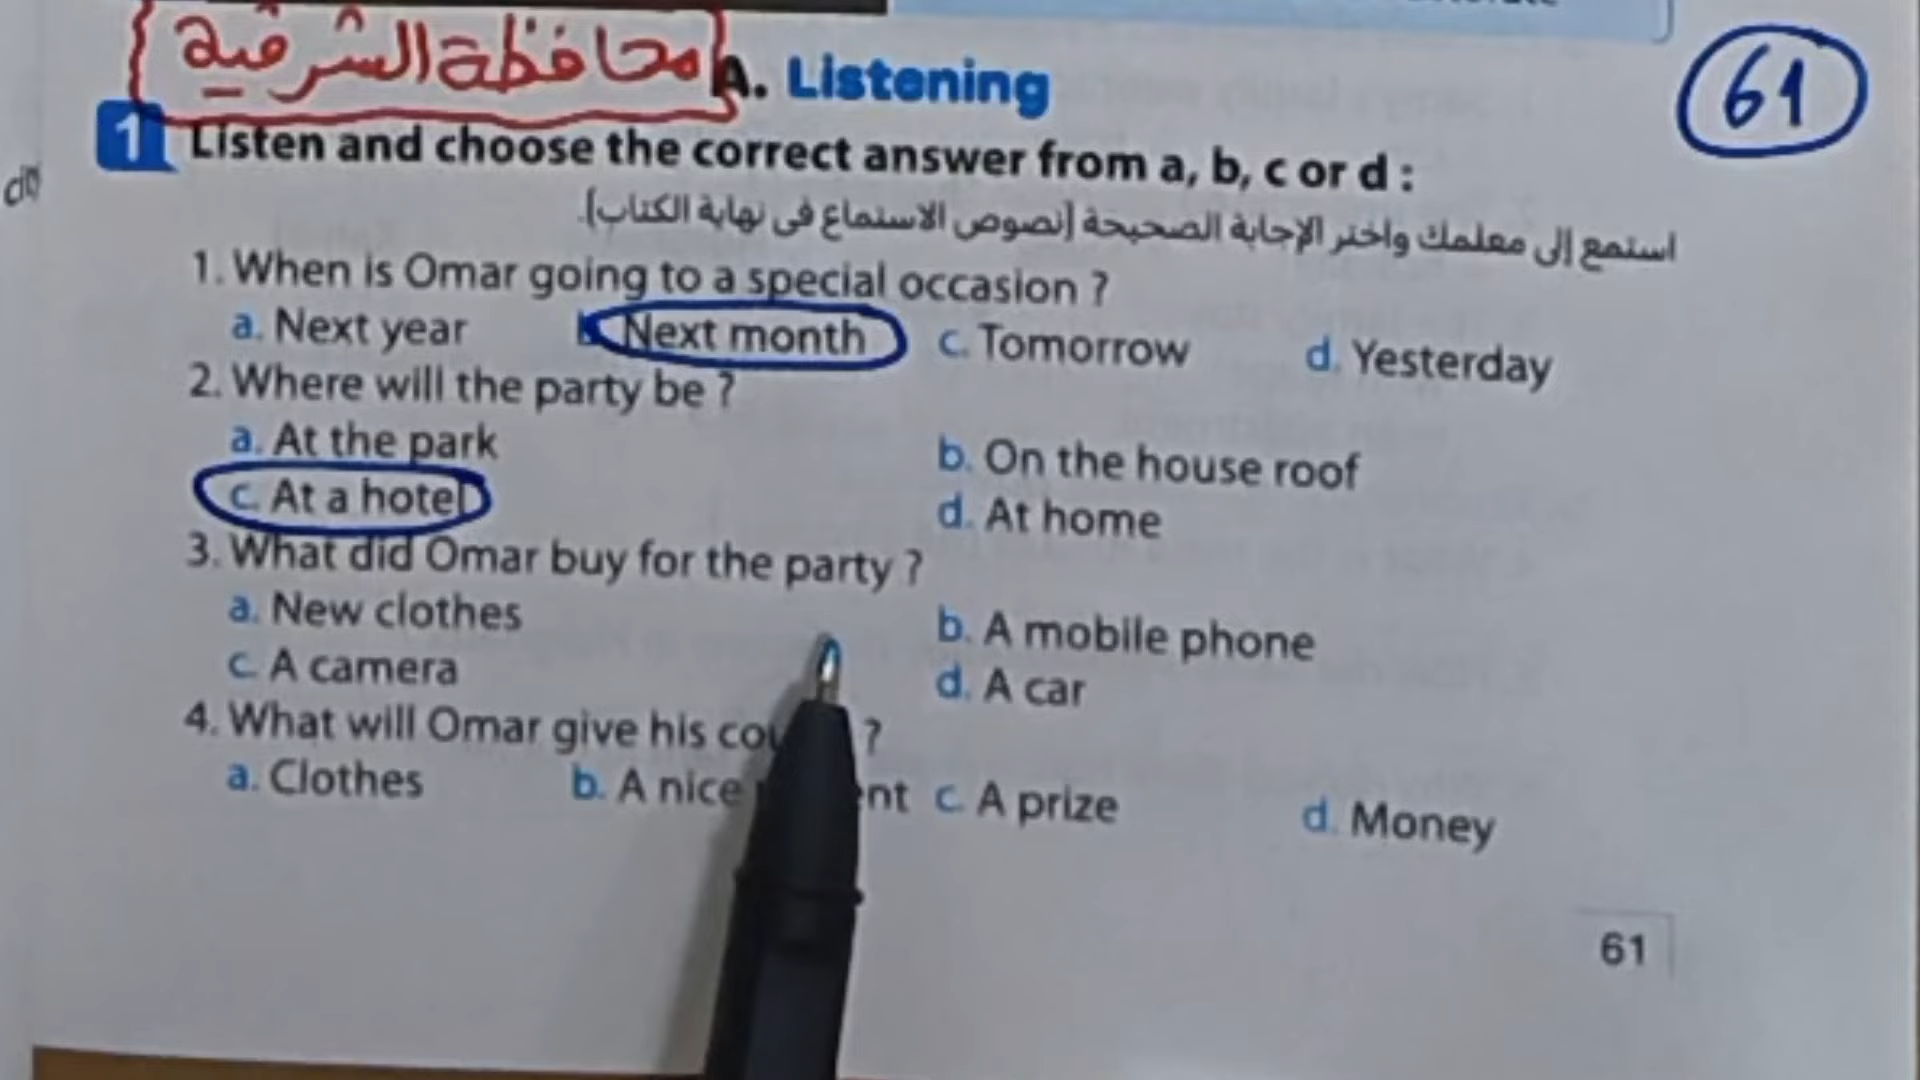 محافظة الشرقية
A. Listening
61
1 Listen and choose the correct answer from a, b, c or d :
استمع إلى معلمك واختر الإجابة الصحيحة (نصوص الاستماع فى نهاية الكتاب).
1. When is Omar going to a special occasion ?
a. Next year b. Next month c. Tomorrow d. Yesterday
2. Where will the party be ?
a. At the park b. On the house roof
c. At a hotel d. At home
3. What did Omar buy for the party ?
a. New clothes b. A mobile phone
c. A camera d. A car
4. What will Omar give his ?
a. Clothes b. A nice c. A prize d. Money
61